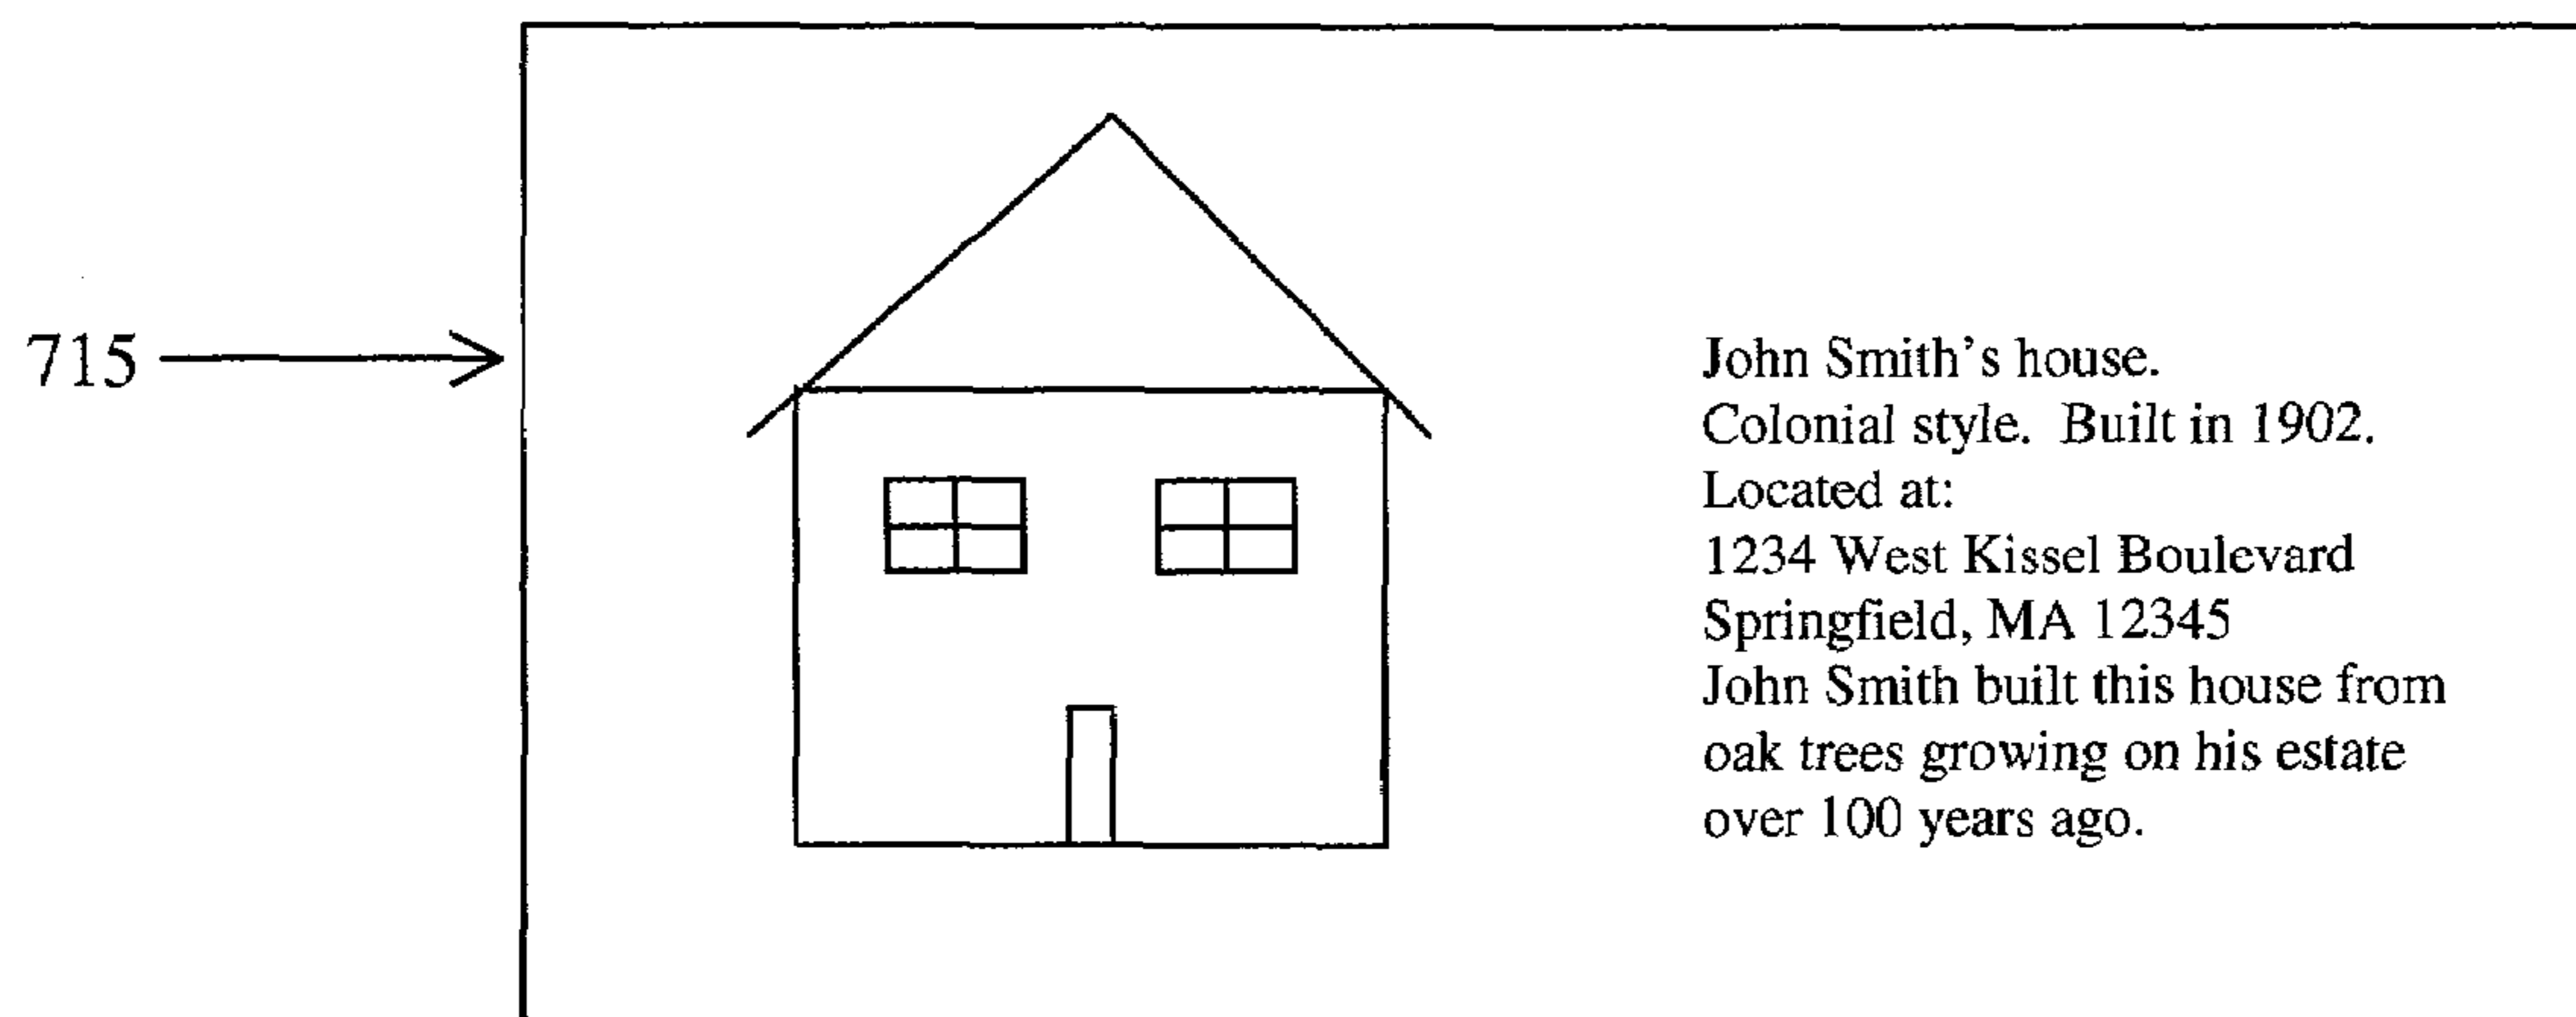 715
John Smith's house.
Colonial style.  Built in 1902.
Located at:
1234 West Kissel Boulevard
Springfield, MA 12345
John Smith built this house from
oak trees growing on his estate
over 100 years ago.